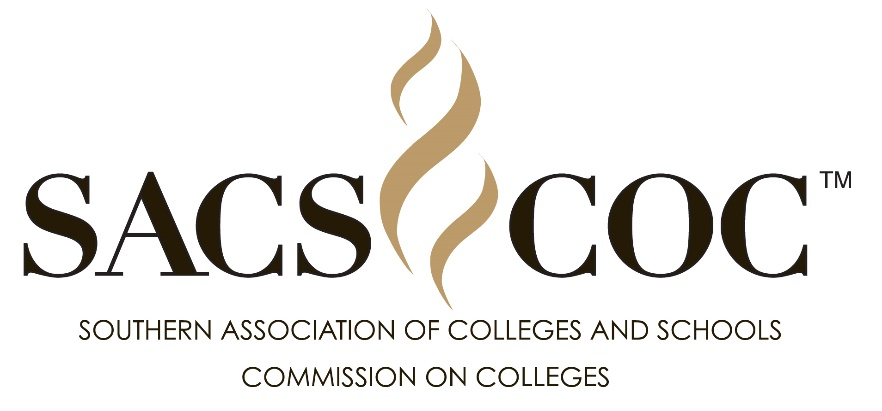 SACS COC™
SOUTHERN ASSOCIATION OF COLLEGES AND SCHOOLS
COMMISSION ON COLLEGES